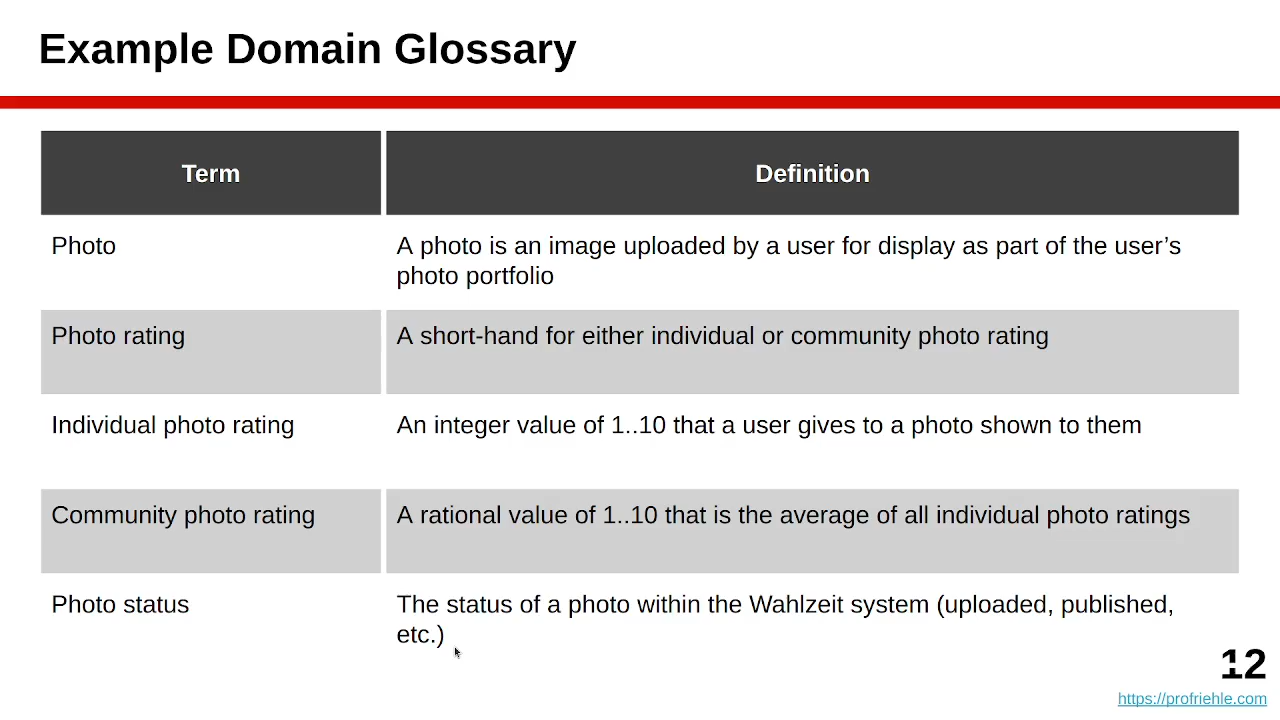 Example Domain Glossary
Term
Definition
Photo
A photo is an image uploaded by a user for display as part of the user’s
photo portfolio
Photo rating
A short-hand for either individual or community photo rating
Individual photo rating
An integer value of 1..10 that a user gives to a photo shown to them
Community photo rating
A rational value of 1..10 that is the average of all individual photo ratings
Photo status
The status of a photo within the Wahlzeit system (uploaded, published,
etc.)
12
https://profriehle.com